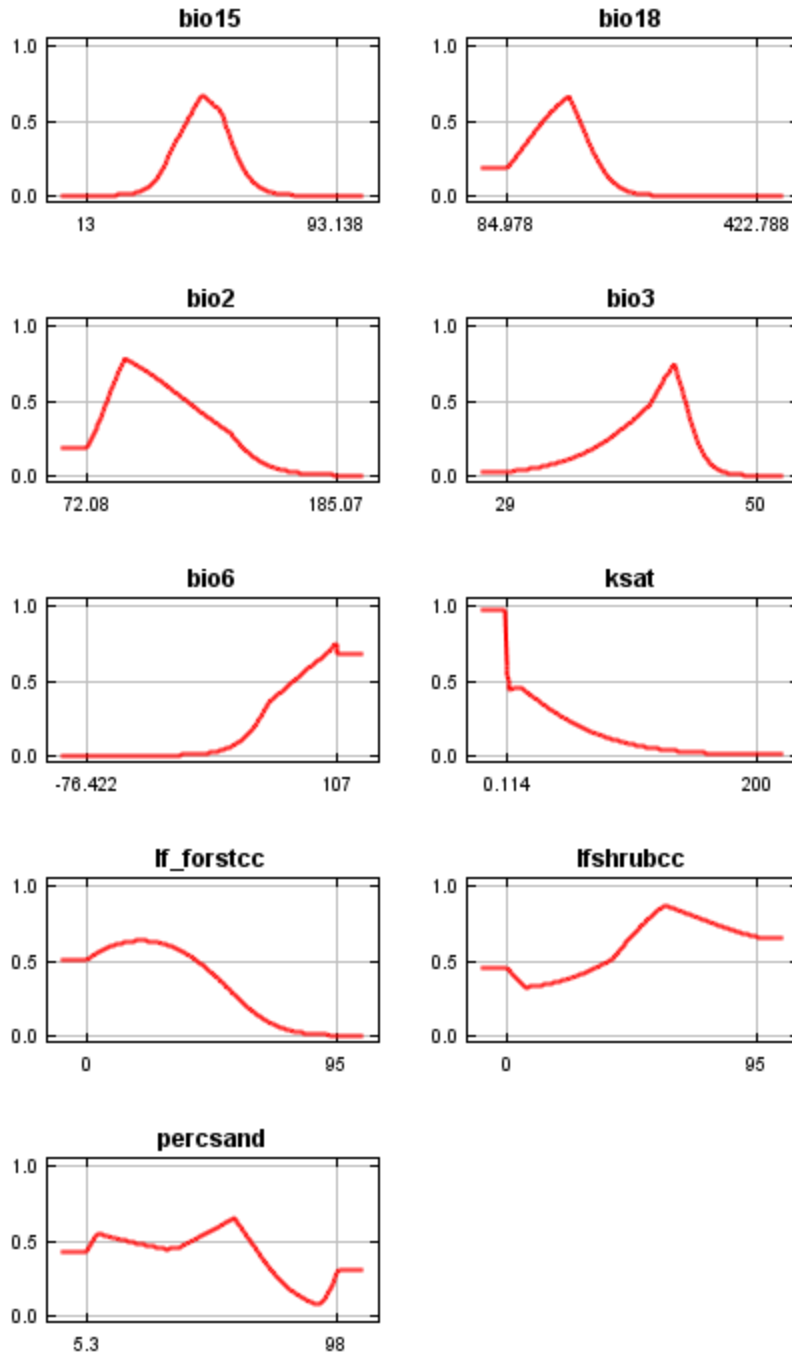 bio15 bio18
1.0 1.0
0.5 0.5
0.0 0.0
13 93.138 84.978 422.788
bio2 bio3
1.0 1.0
0.5 0.5
0.0 0.0
72.08 185.07 29 50
bio6 ksat
1.0 1.0
0.5 0.5
0.0 0.0
-76.422 107 0.114 200
lf_forstcc lfshrubcc
1.0 1.0
0.5 0.5
0.0 0.0
0 95 0 95
percsand
1.0
0.5
0.0
5.3 98